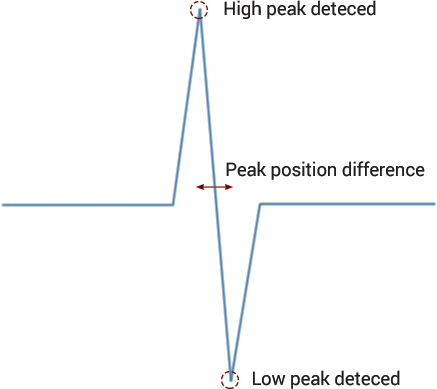 High peak deteced
Peak position difference
Low peak deteced